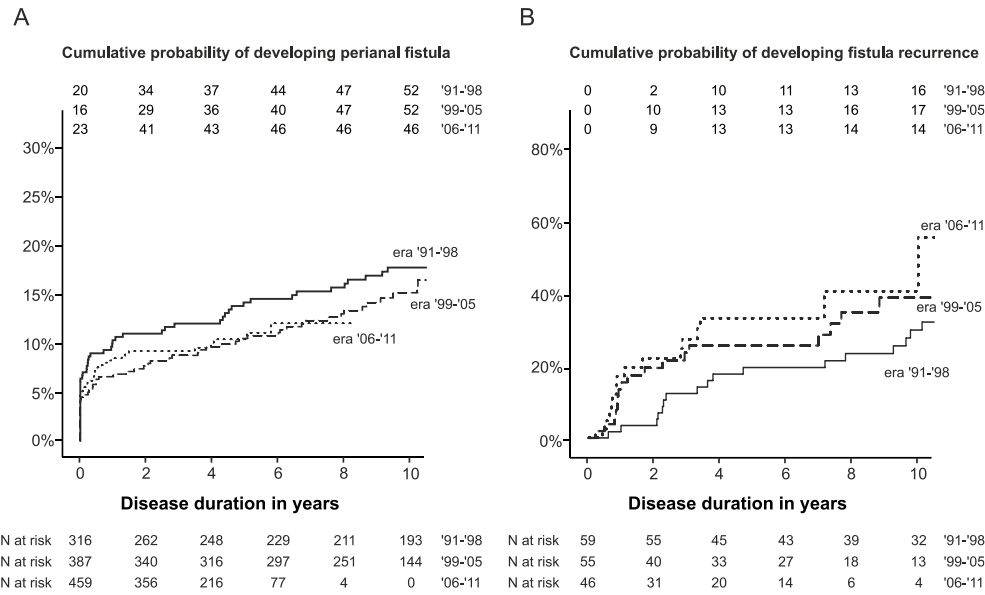 A
Cumulative probability of developing perianal fistula
20 34 37 44 47 52 '91-'98
16 29 36 40 47 52 '99-'05
23 41 43 46 46 46 '06-'11
30%
25%
20%
15%
10%
5%
0%
era '91-'98
era '99-'05
era '06-'11
0 2 4 6 8 10
Disease duration in years
N at risk 316 262 248 229 211 193 '91-'98
N at risk 387 340 316 297 251 144 '99-'05
N at risk 459 356 216 77 4 0 '06-'11
B
Cumulative probability of developing fistula recurrence
0 2 10 11 13 16 '91-'98
0 10 13 13 16 17 '99-'05
0 9 13 13 14 14 '06-'11
80%
60%
40%
20%
0%
era '06-'11
era '99-'05
era '91-'98
0 2 4 6 8 10
Disease duration in years
N at risk 59 55 45 43 39 32 '91-'98
N at risk 55 40 33 27 18 13 '99-'05
N at risk 46 31 20 14 6 4 '06-'11